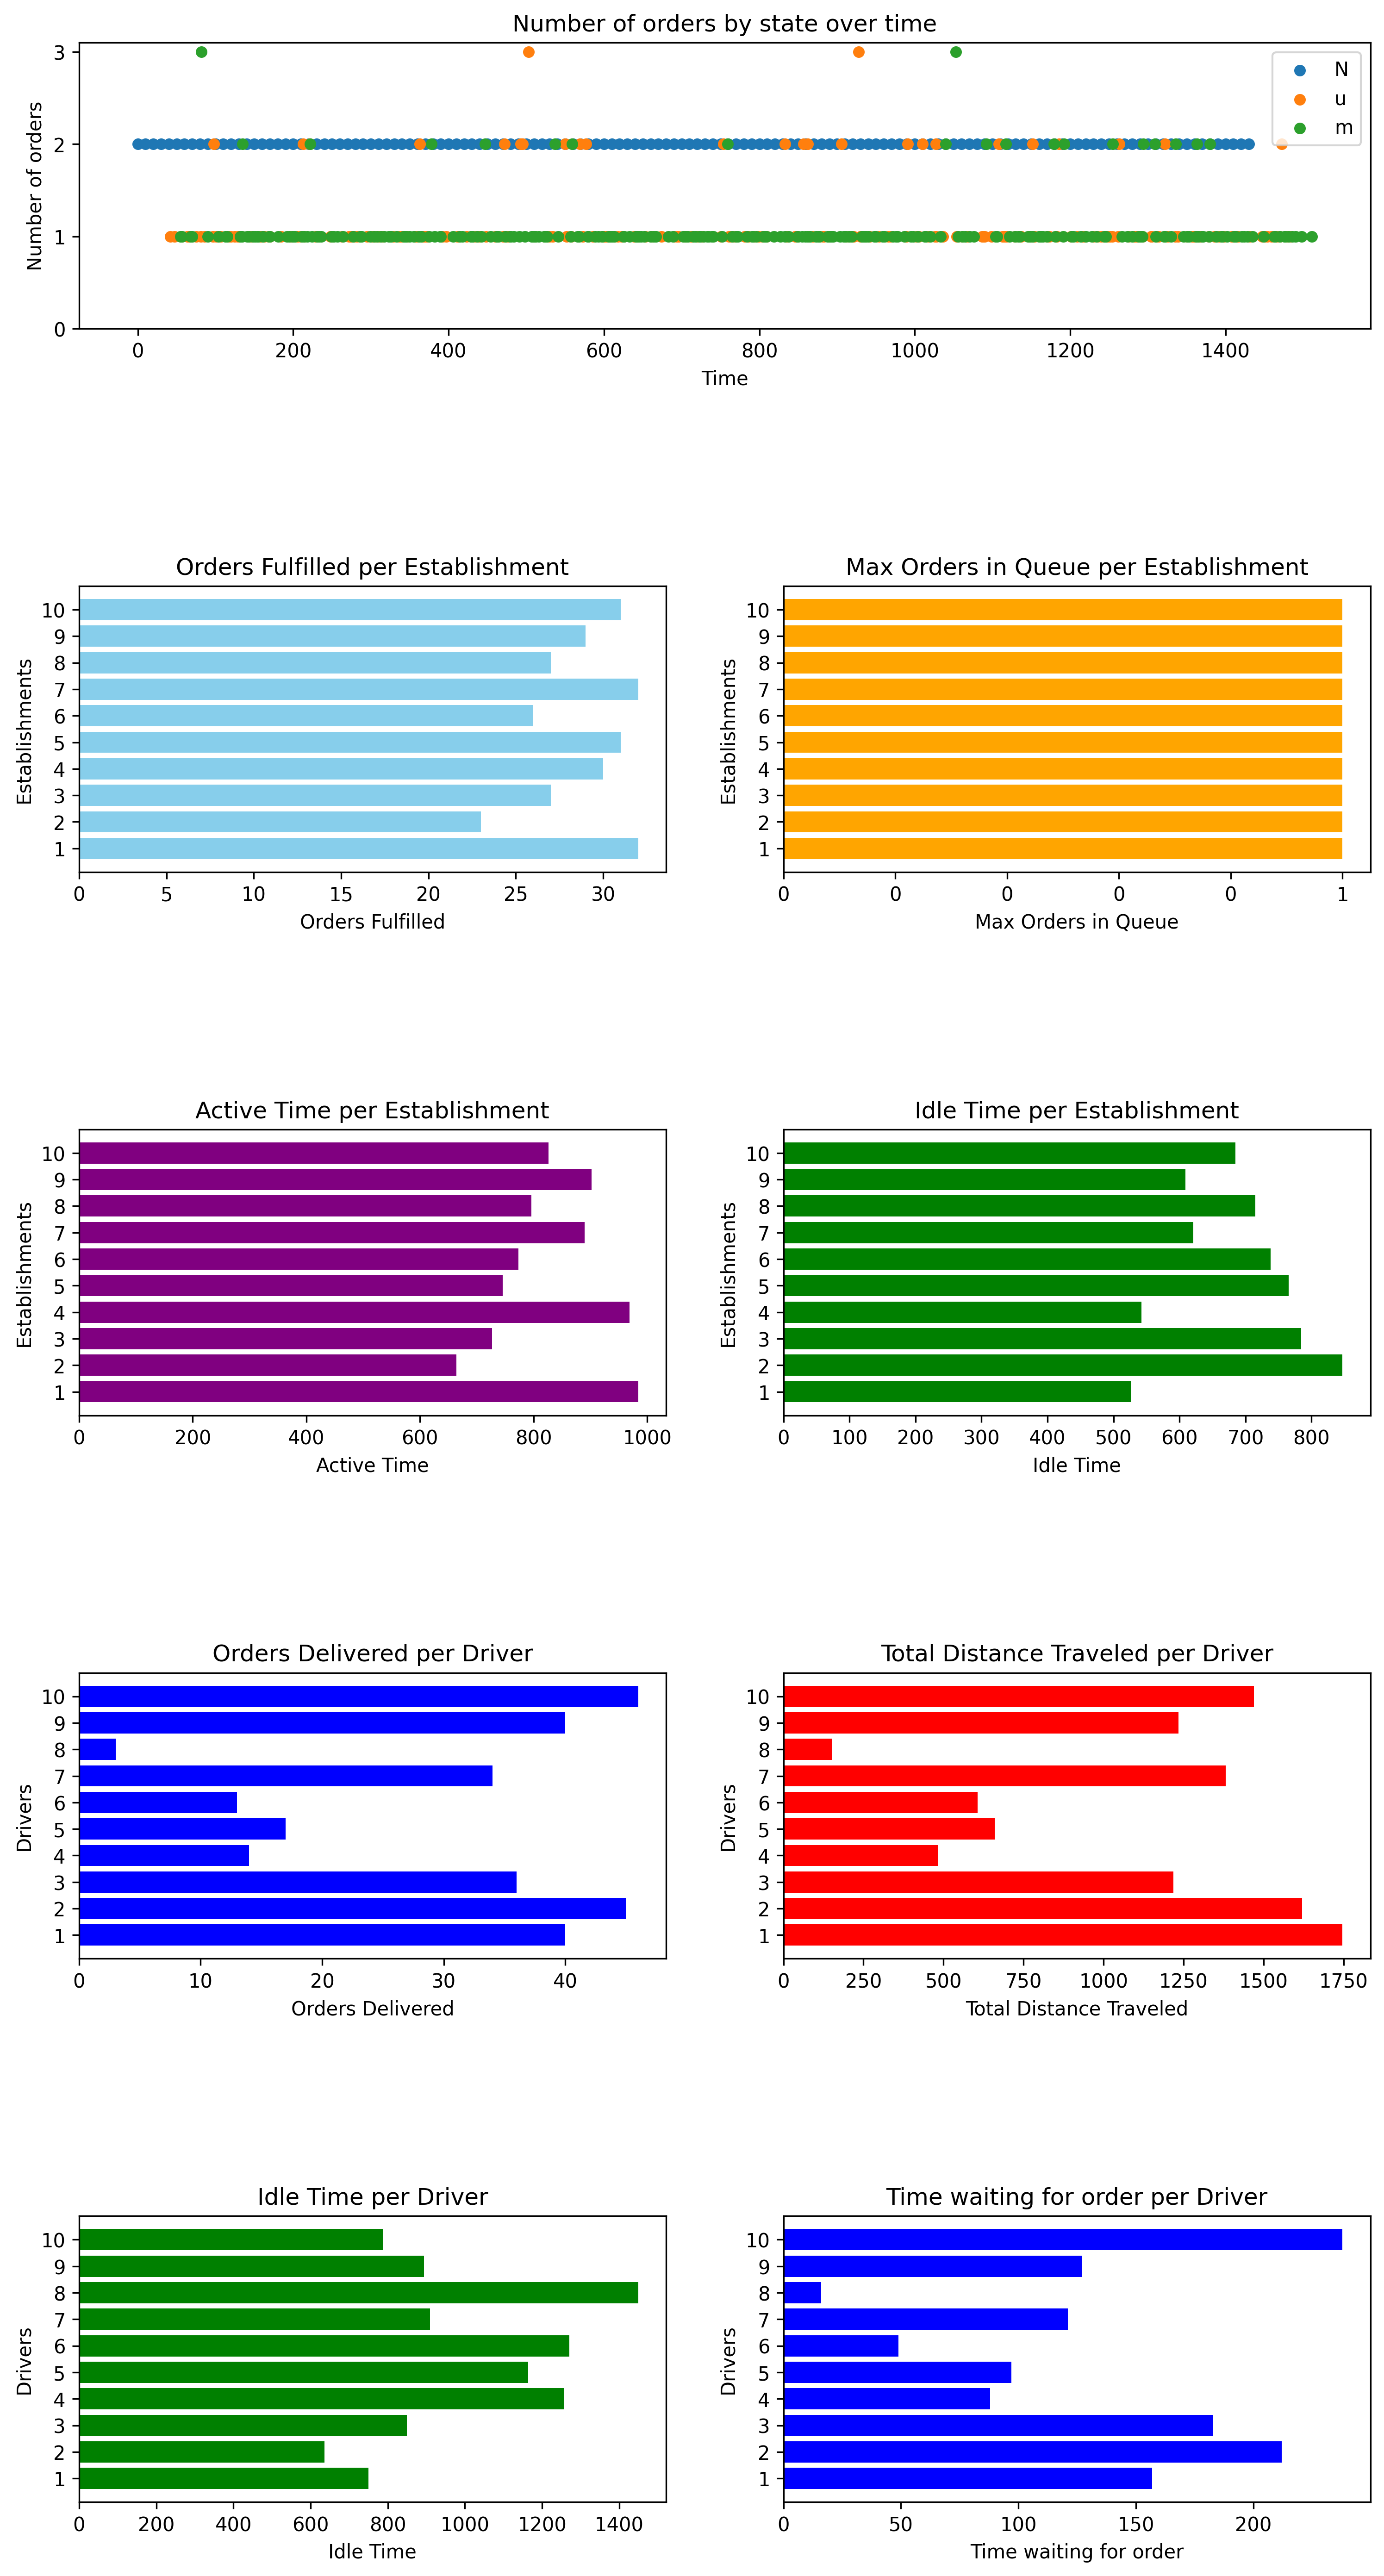 Number of orders by state over time
Number of orders
3
2
1
0
N
u
m
0 200 400 600 800 1000 1200 1400
Time
Orders Fulfilled per Establishment
Establishments
10
9
8
7
6
5
4
3
2
1
0 5 10 15 20 25 30
Orders Fulfilled
Max Orders in Queue per Establishment
Establishments
10
9
8
7
6
5
4
3
2
1
0 0 0 0 0 1
Max Orders in Queue
Active Time per Establishment
Establishments
10
9
8
7
6
5
4
3
2
1
0 200 400 600 800 1000
Active Time
Idle Time per Establishment
Establishments
10
9
8
7
6
5
4
3
2
1
0 100 200 300 400 500 600 700 800
Idle Time
Orders Delivered per Driver
Drivers
10
9
8
7
6
5
4
3
2
1
0 10 20 30 40
Orders Delivered
Total Distance Traveled per Driver
Drivers
10
9
8
7
6
5
4
3
2
1
0 250 500 750 1000 1250 1500 1750
Total Distance Traveled
Idle Time per Driver
Drivers
10
9
8
7
6
5
4
3
2
1
0 200 400 600 800 1000 1200 1400
Idle Time
Time waiting for order per Driver
Drivers
10
9
8
7
6
5
4
3
2
1
0 50 100 150 200
Time waiting for order